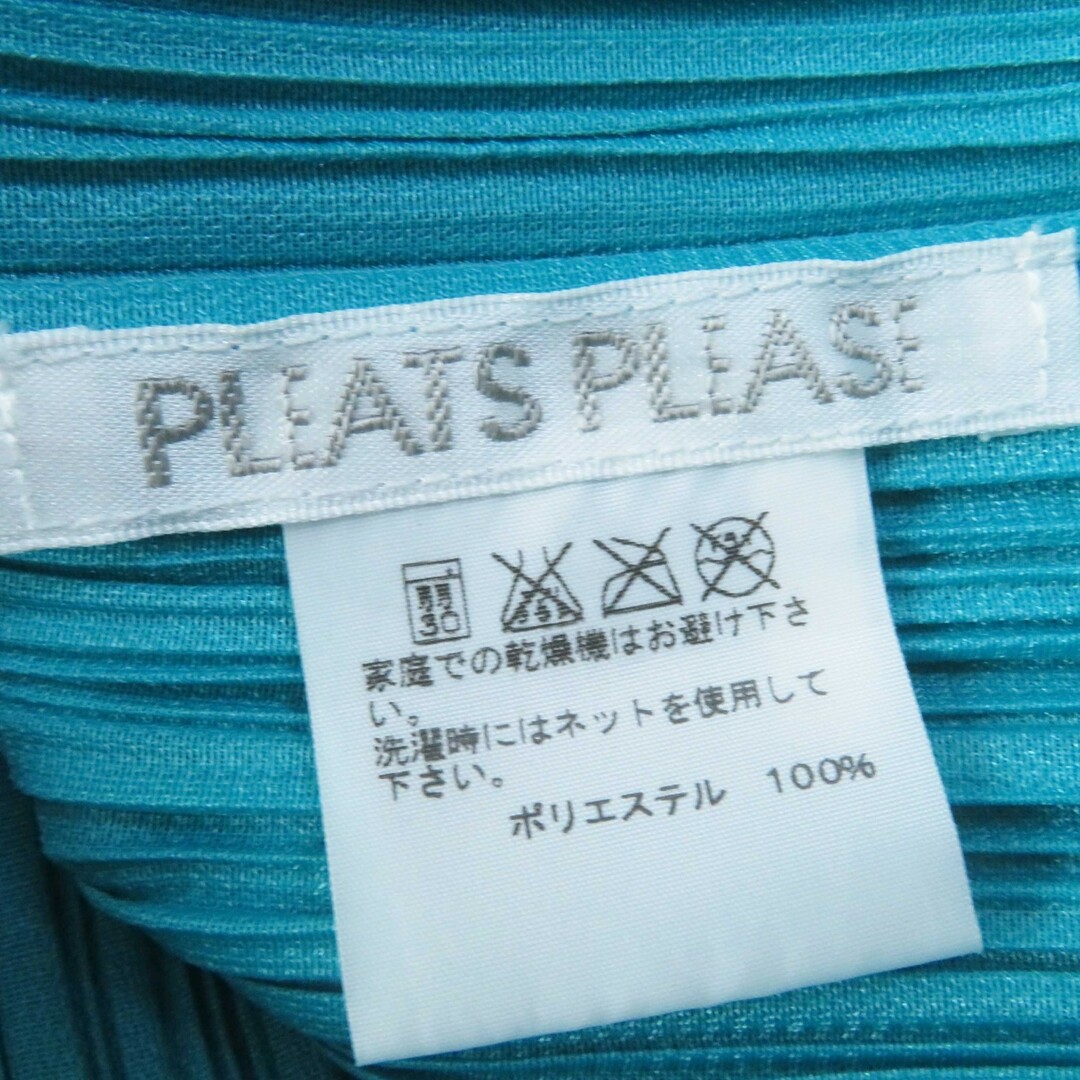 PLEATS PLEASE
弱
30
家庭での乾燥機はお避け下さ
い。
洗濯時にはネットを使用して
下さい。
ポリエステル 100%